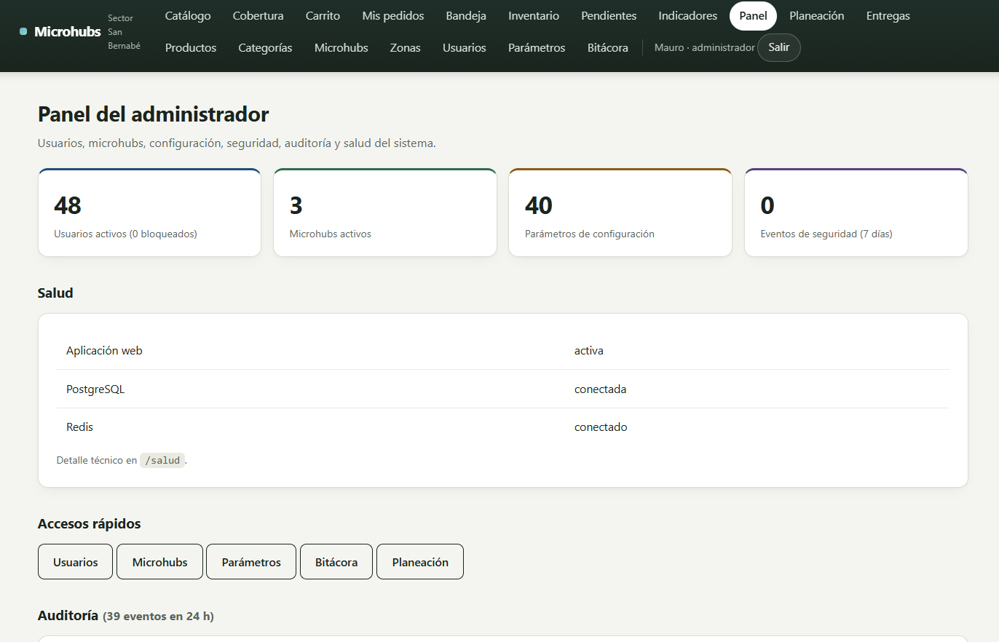 Microhubs
Sector
San
Bernabé
Catálogo Cobertura Carrito Mis pedidos Bandeja Inventario Pendientes Indicadores Panel Planeación Entregas
Productos Categorías Microhubs Zonas Usuarios Parámetros Bitácora Mauro · administrador Salir
Panel del administrador
Usuarios, microhubs, configuración, seguridad, auditoría y salud del sistema.
48
Usuarios activos (0 bloqueados)
3
Microhubs activos
40
Parámetros de configuración
0
Eventos de seguridad (7 días)
Salud
Aplicación web activa
PostgreSQL conectada
Redis conectado
Detalle técnico en /salud.
Accesos rápidos
Usuarios Microhubs Parámetros Bitácora Planeación
Auditoría (39 eventos en 24 h)